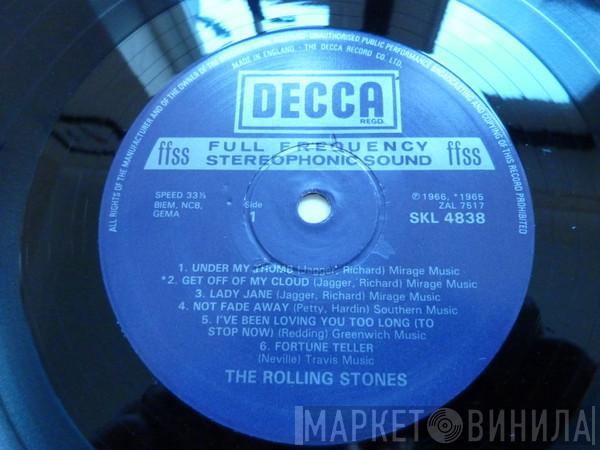 ALL RIGHTS OF THE MANUFACTURER AND OF THE OWNER OF THE RECORDED WORK RESERVED · UNAUTHORISED PUBLIC PERFORMANCE BROADCASTING AND COPYING OF THIS RECORD PROHIBITED
MADE IN ENGLAND · THE DECCA RECORD CO. LTD.
DECCA
REGD.
ffss FULL FREQUENCY STEREOPHONIC SOUND ffss
SPEED 33⅓
BIEM, NCB,
GEMA
Side
1
℗ 1966, *1965
ZAL 7517
SKL 4838
1. UNDER MY THUMB (Jagger, Richard) Mirage Music
*2. GET OFF OF MY CLOUD (Jagger, Richard) Mirage Music
3. LADY JANE (Jagger, Richard) Mirage Music
4. NOT FADE AWAY (Petty, Hardin) Southern Music
5. I'VE BEEN LOVING YOU TOO LONG (TO
STOP NOW) (Redding) Greenwich Music
6. FORTUNE TELLER
(Neville) Travis Music
THE ROLLING STONES
МАРКЕТ ВИНИЛА